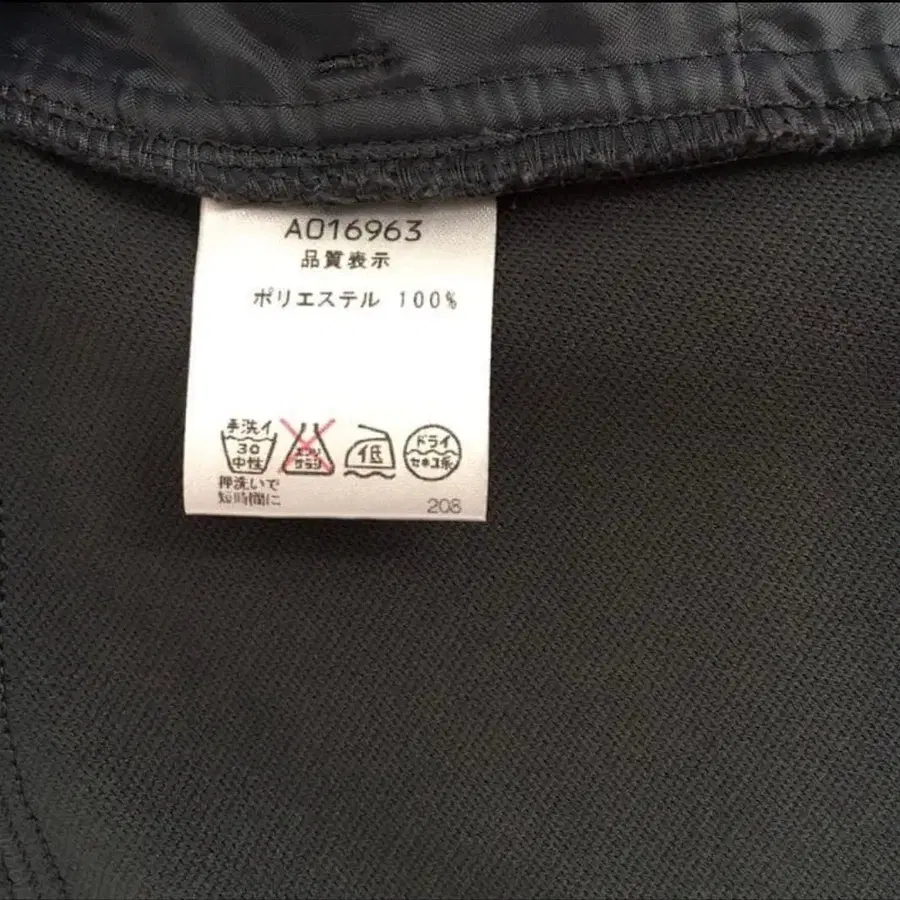 A016963
品質表示
ポリエステル 100%
手洗イ
30
中性
エンソ
サラシ
低
ドライ
セキユ系
押洗いで
短時間に
208